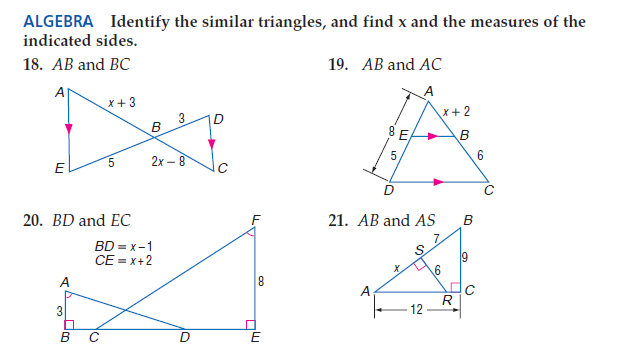 ALGEBRA Identify the similar triangles, and find x and the measures of the
indicated sides.
18. AB and BC
A
x + 3
3
D
B
E
5
2x – 8
C
19. AB and AC
A
x + 2
8
E
B
5
6
D
C
20. BD and EC
F
BD = x – 1
CE = x + 2
A
8
3
B
C
D
E
21. AB and AS
B
7
S
9
x
6
A
R
C
12